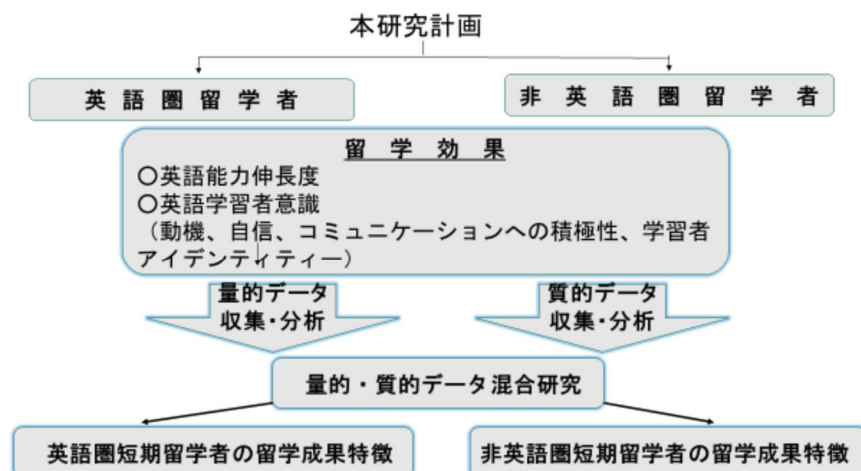 本研究計画
英語圏留学者
非英語圏留学者
留学効果
〇英語能力伸長度
〇英語学習者意識
（動機、自信、コミュニケーションへの積極性、学習者
アイデンティティー）
量的データ
収集･分析
質的データ
収集･分析
量的・質的データ混合研究
英語圏短期留学者の留学成果特徴
非英語圏短期留学者の留学成果特徴